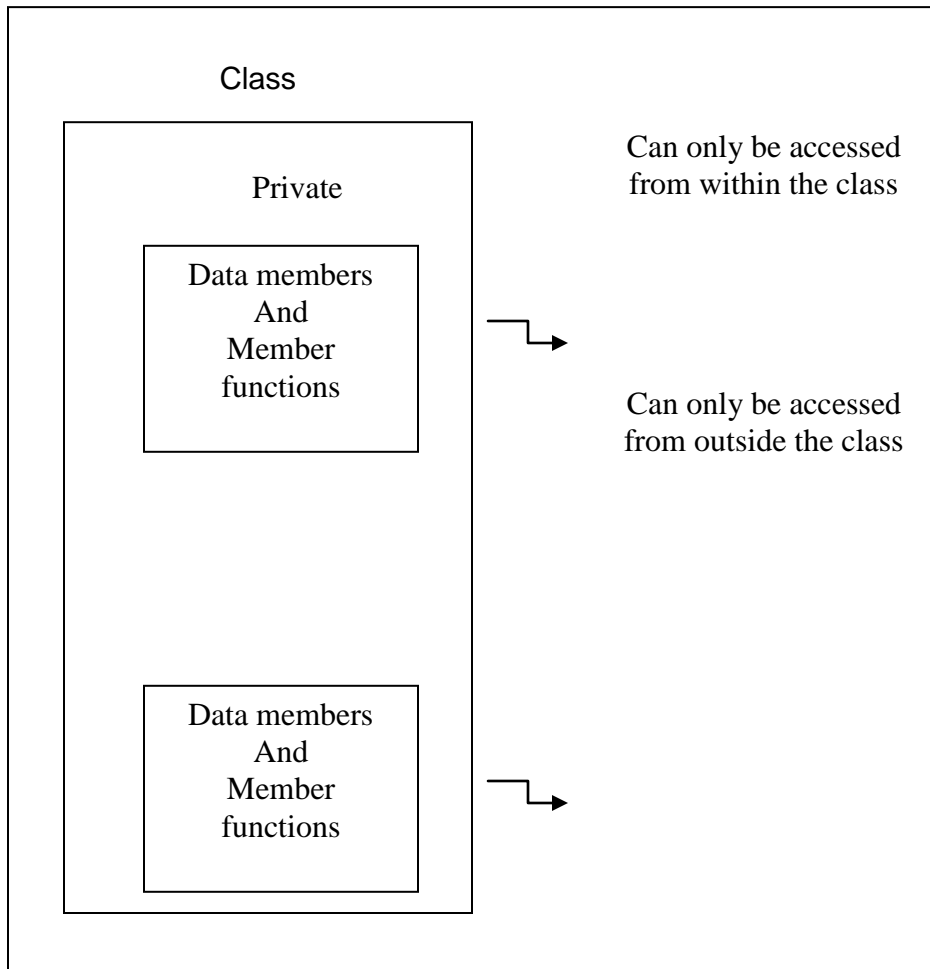 Class
Private
Data members
And
Member
functions
Can only be accessed
from within the class
Can only be accessed
from outside the class
Data members
And
Member
functions